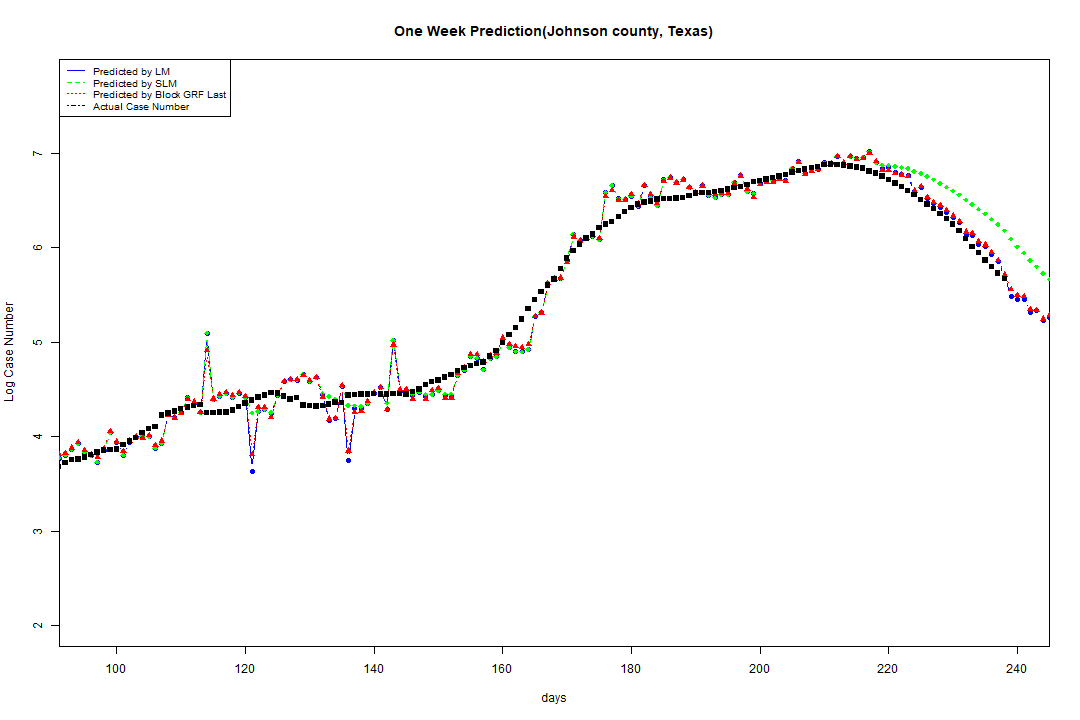 One Week Prediction(Johnson county, Texas)
Predicted by LM
Predicted by SLM
Predicted by Block GRF Last
Actual Case Number
Log Case Number
7
6
5
4
3
2
100 120 140 160 180 200 220 240
days